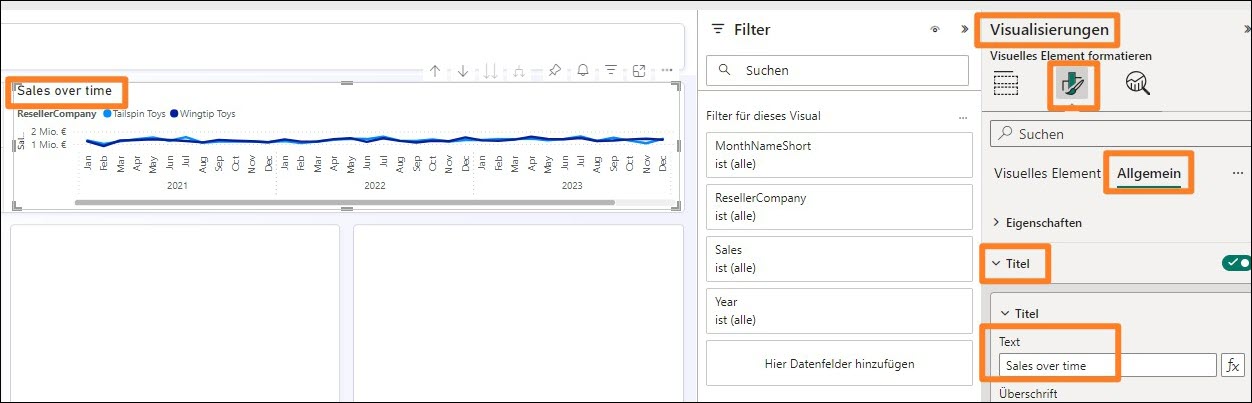 Sales over time
ResellerCompany Tailspin Toys Wingtip Toys
2 Mio. €
1 Mio. €
Sal...
Jan Feb Mar Apr May Jun Jul Aug Sep Oct Nov Dec Jan Feb Mar Apr May Jun Jul Aug Sep Oct Nov Dec Jan Feb Mar Apr May Jun Jul Aug Sep Oct Nov Dec
2021 2022 2023
Filter
Suchen
Filter für dieses Visual
MonthNameShort
ist (alle)
ResellerCompany
ist (alle)
Sales
ist (alle)
Year
ist (alle)
Hier Datenfelder hinzufügen
Visualisierungen
Visuelles Element formatieren
Suchen
Visuelles Element Allgemein
Eigenschaften
Titel
Titel
Text
Sales over time
fx
Überschrift